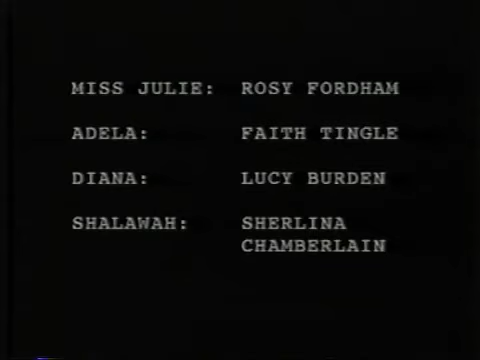 MISS JULIE: ROSY FORDHAM
ADELA: FAITH TINGLE
DIANA: LUCY BURDEN
SHALAWAH: SHERLINA
CHAMBERLAIN